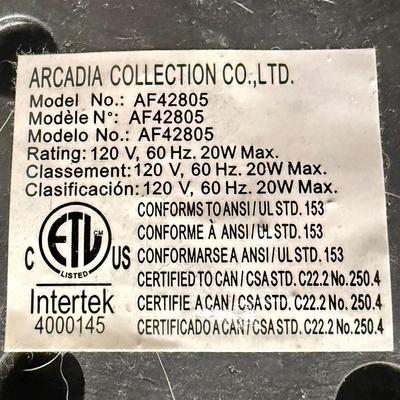 ARCADIA COLLECTION CO.,LTD.
Model No.: AF42805
Modèle N°: AF42805
Modelo No.: AF42805
Rating: 120 V, 60 Hz. 20W Max.
Classement: 120 V, 60 Hz. 20W Max.
Clasificación: 120 V, 60 Hz. 20W Max.
CONFORMS TO ANSI / UL STD. 153
CONFORME À ANSI / UL STD. 153
CONFORMARSE A ANSI / UL STD. 153
CERTIFIED TO CAN / CSA STD. C22.2 No. 250.4
CERTIFIE A CAN / CSA STD. C22.2 No. 250.4
CERTIFICADO A CAN / CSA STD. C22.2 No. 250.4
C ETL CM US
LISTED
Intertek
4000145